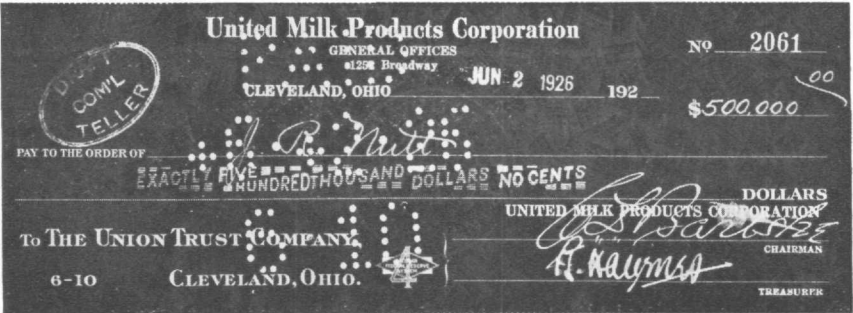 United Milk Products Corporation
GENERAL OFFICES
1252 Broadway
No 2061
CLEVELAND, OHIO JUN 2 1926 192
$500,000 00
COM'L
TELLER
PAY TO THE ORDER OF J. R. Nutt
EXACTLY FIVE HUNDRED THOUSAND DOLLARS NO CENTS
DOLLARS
UNITED MILK PRODUCTS CORPORATION
CHAIRMAN
TO THE UNION TRUST COMPANY,
6-10 CLEVELAND, OHIO.
TREASURER